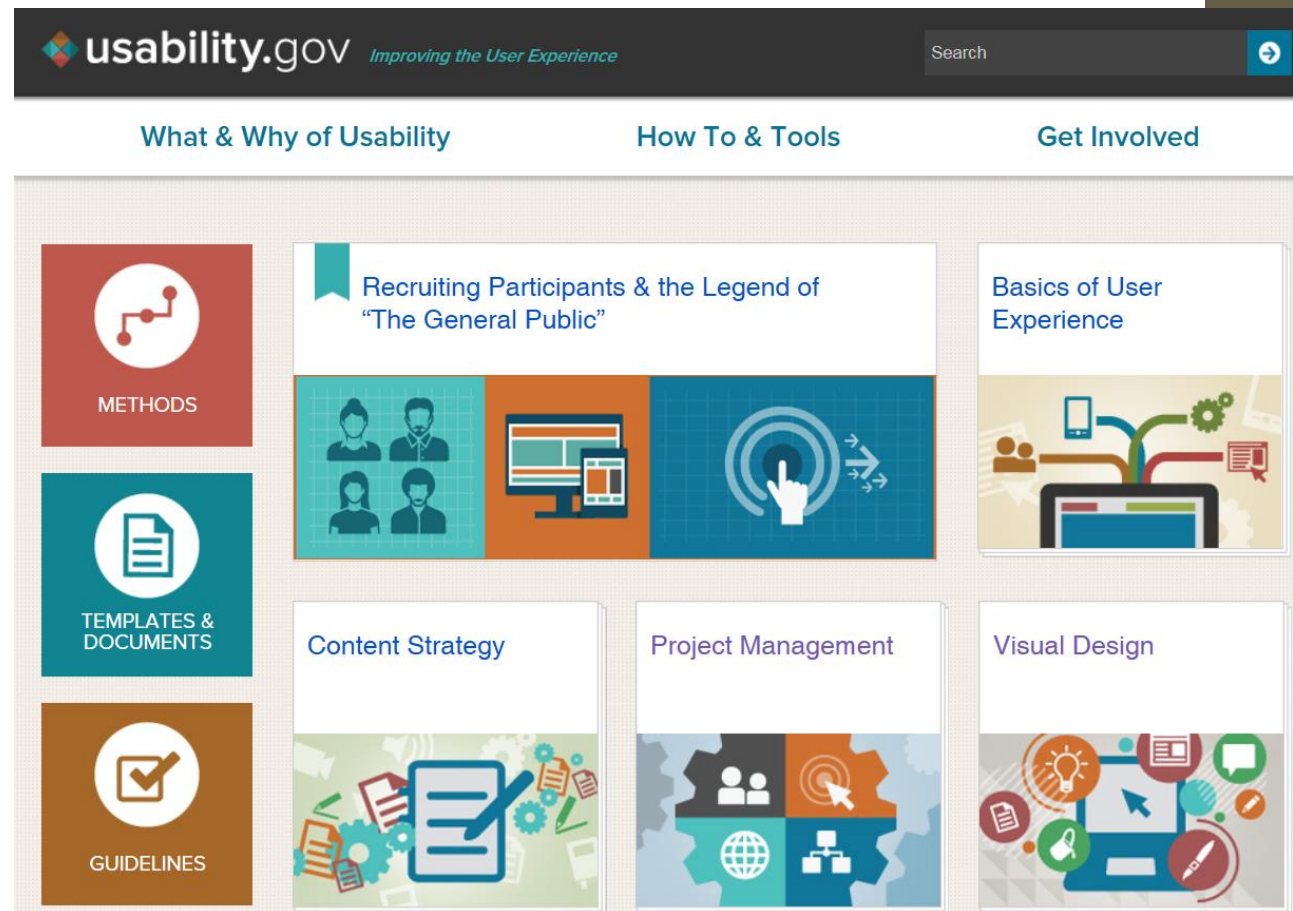 usability.gov Improving the User Experience
Search
What & Why of Usability
How To & Tools
Get Involved
METHODS
TEMPLATES &
DOCUMENTS
GUIDELINES
Recruiting Participants & the Legend of
“The General Public”
Basics of User
Experience
Content Strategy
Project Management
Visual Design